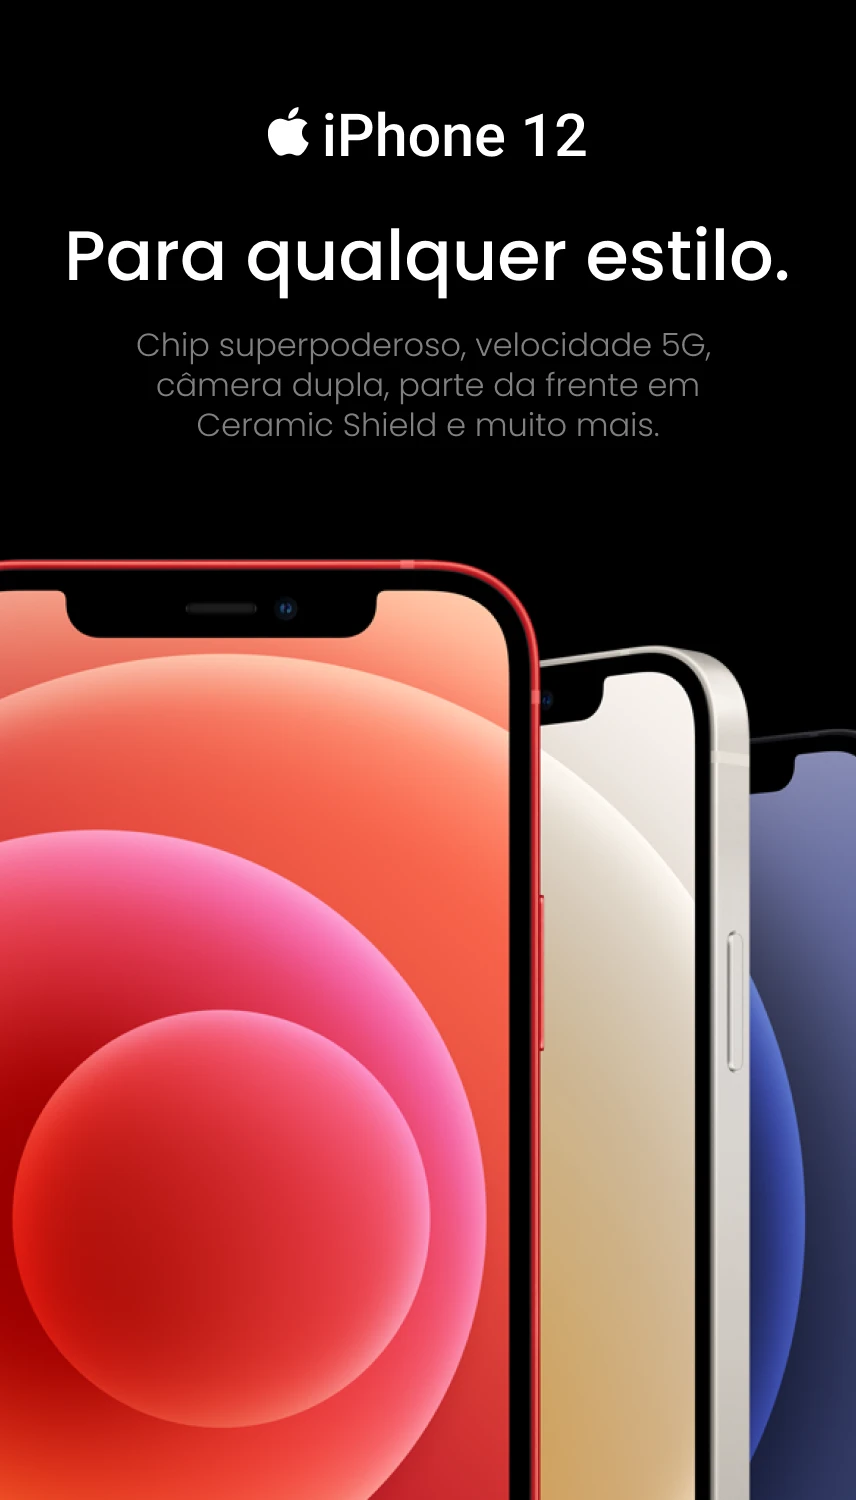 iPhone 12
Para qualquer estilo.
Chip superpoderoso, velocidade 5G,
câmera dupla, parte da frente em
Ceramic Shield e muito mais.